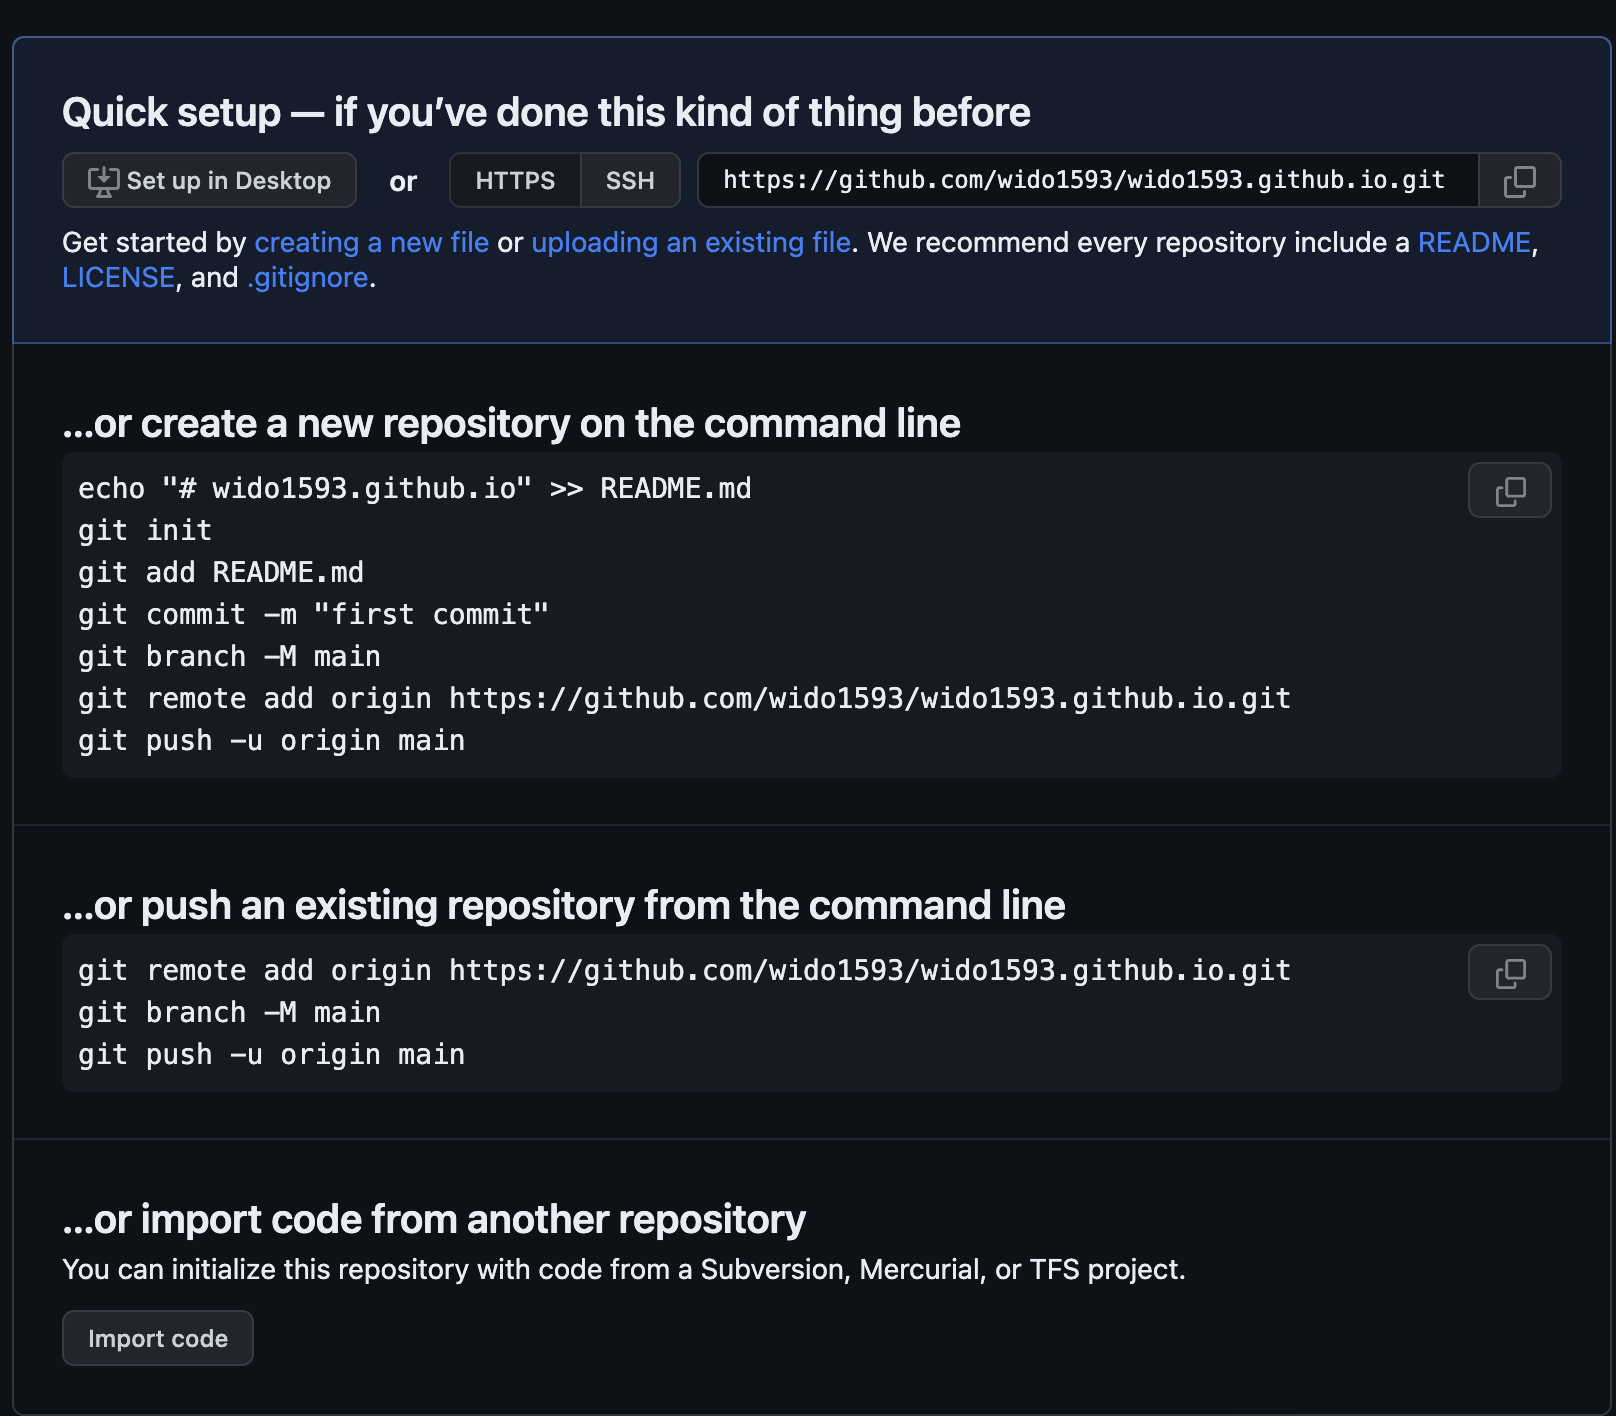 Quick setup — if you’ve done this kind of thing before
Set up in Desktop or HTTPS SSH https://github.com/wido1593/wido1593.github.io.git
Get started by creating a new file or uploading an existing file. We recommend every repository include a README,
LICENSE, and .gitignore.
…or create a new repository on the command line
echo "# wido1593.github.io" >> README.md
git init
git add README.md
git commit -m "first commit"
git branch -M main
git remote add origin https://github.com/wido1593/wido1593.github.io.git
git push -u origin main
…or push an existing repository from the command line
git remote add origin https://github.com/wido1593/wido1593.github.io.git
git branch -M main
git push -u origin main
…or import code from another repository
You can initialize this repository with code from a Subversion, Mercurial, or TFS project.
Import code